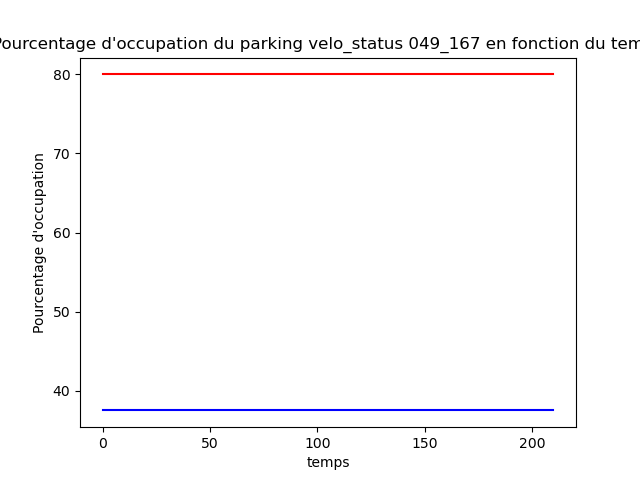 Pourcentage d'occupation du parking velo_status 049_167 en fonction du tem
80
70
60
50
40
Pourcentage d'occupation
0 50 100 150 200
temps